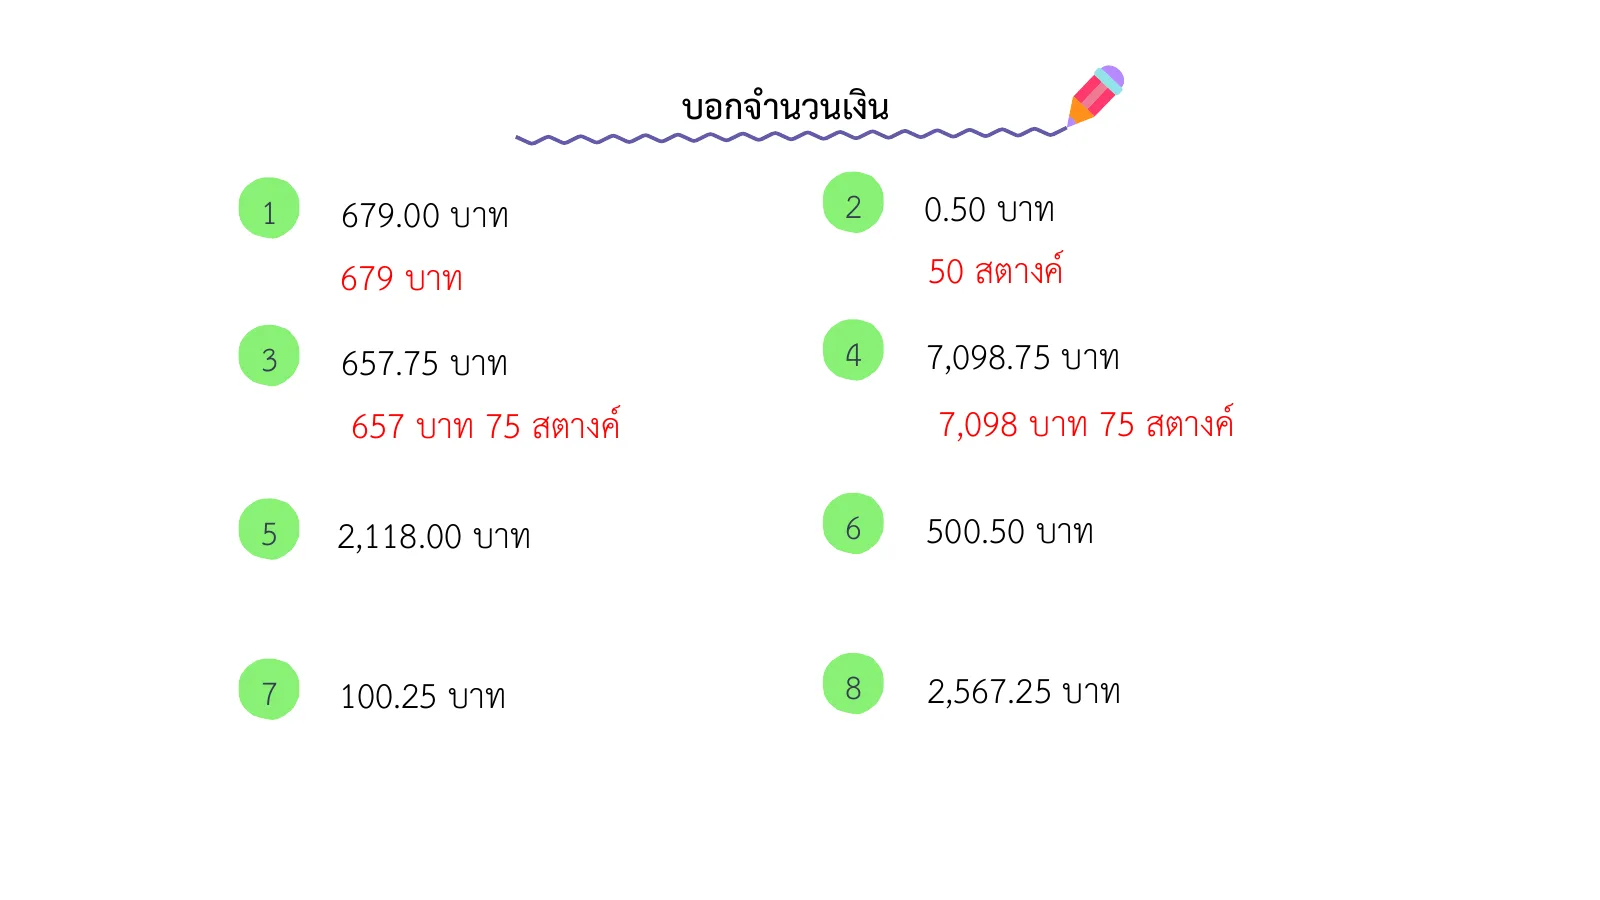 บอกจำนวนเงิน
1 679.00 บาท
679 บาท
2 0.50 บาท
50 สตางค์
3 657.75 บาท
657 บาท 75 สตางค์
4 7,098.75 บาท
7,098 บาท 75 สตางค์
5 2,118.00 บาท
6 500.50 บาท
7 100.25 บาท
8 2,567.25 บาท